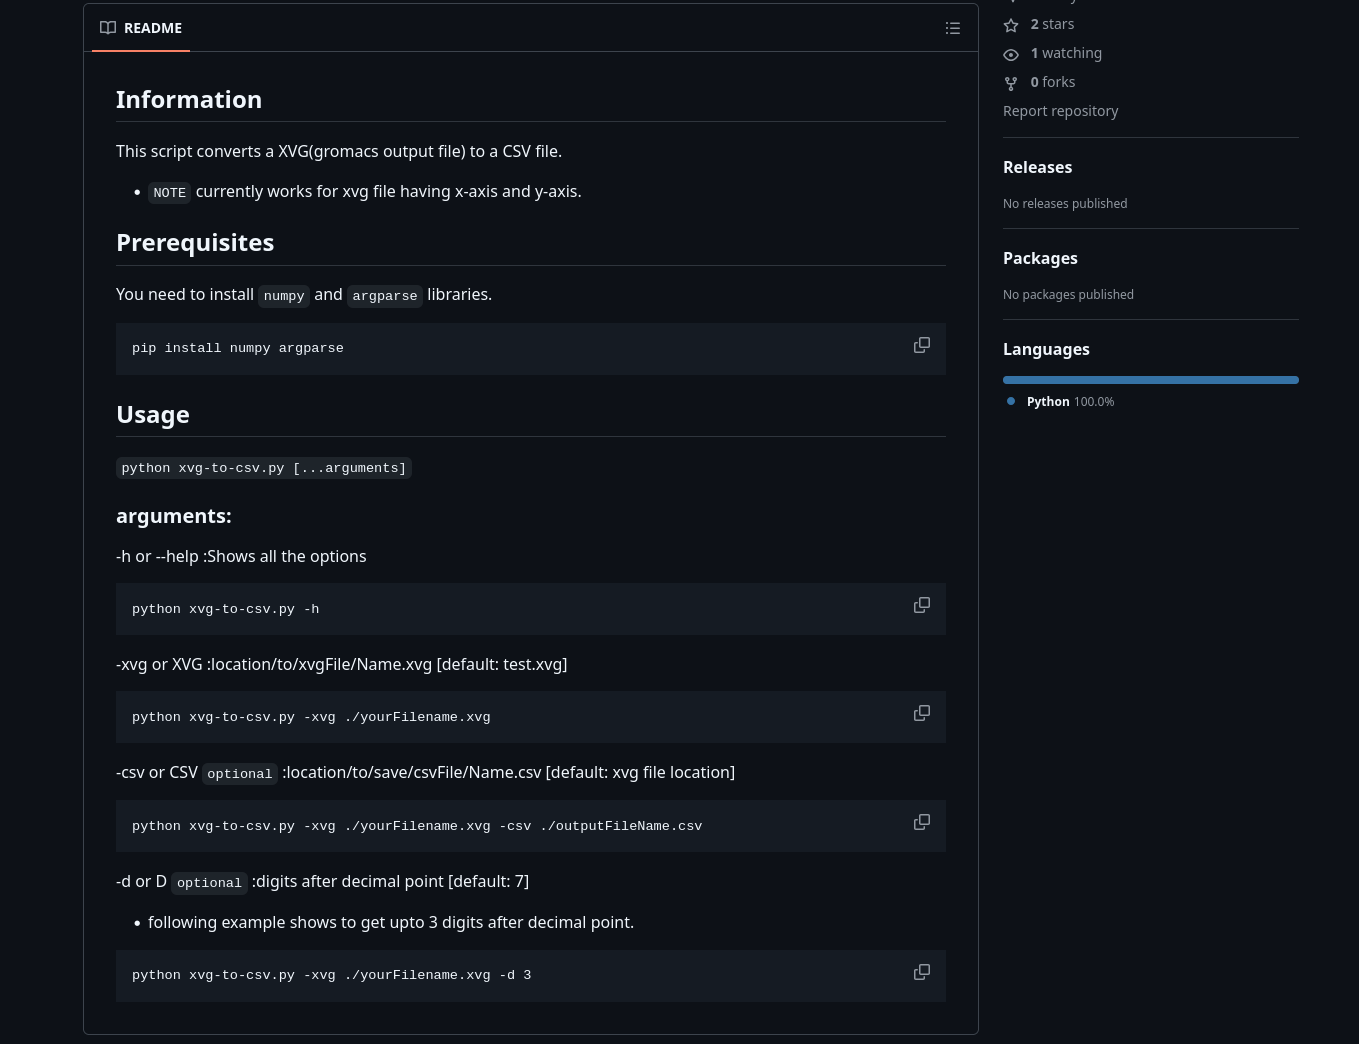 README
Information
This script converts a XVG(gromacs output file) to a CSV file.
NOTE currently works for xvg file having x-axis and y-axis.
Prerequisites
You need to install numpy and argparse libraries.
pip install numpy argparse
Usage
python xvg-to-csv.py [...arguments]
arguments:
-h or --help :Shows all the options
python xvg-to-csv.py -h
-xvg or XVG :location/to/xvgFile/Name.xvg [default: test.xvg]
python xvg-to-csv.py -xvg ./yourFilename.xvg
-csv or CSV optional :location/to/save/csvFile/Name.csv [default: xvg file location]
python xvg-to-csv.py -xvg ./yourFilename.xvg -csv ./outputFileName.csv
-d or D optional :digits after decimal point [default: 7]
following example shows to get upto 3 digits after decimal point.
python xvg-to-csv.py -xvg ./yourFilename.xvg -d 3
2 stars
1 watching
0 forks
Report repository
Releases
No releases published
Packages
No packages published
Languages
Python 100.0%